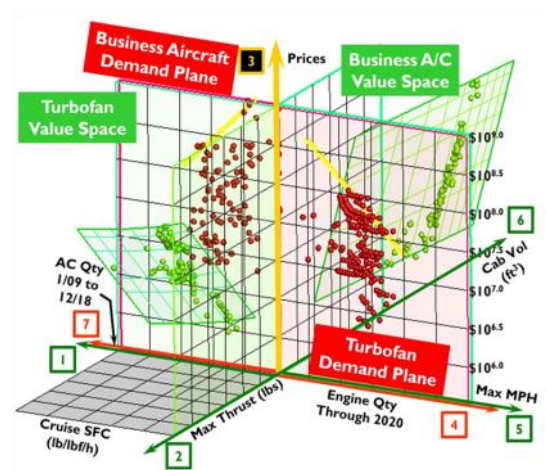 Business Aircraft
Demand Plane
3
Prices
Business A/C
Value Space
Turbofan
Value Space
$10^9.0
$10^8.5
$10^8.0
$10^7.5
$10^7.0
$10^6.5
$10^6.0
6
Cab Vol
(ft³)
AC Qty
1/09 to
12/18
7
1
Turbofan
Demand Plane
Max Thrust (lbs)
Engine Qty
Through 2020
Max MPH
Cruise SFC
(lb/lbf/h)
2
4
5